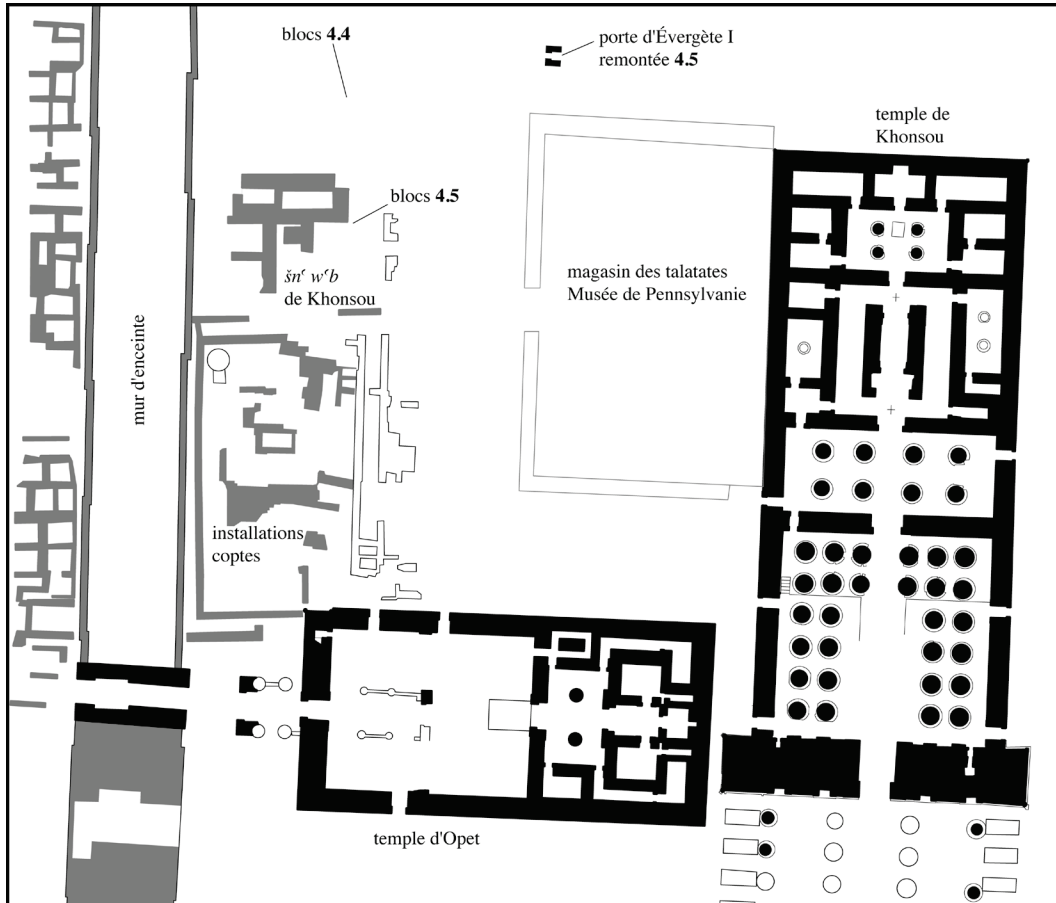 blocs 4.4
porte d'Évergète I
remontée 4.5
temple de
Khonsou
blocs 4.5
šnʿ wʿb
de Khonsou
magasin des talatates
Musée de Pennsylvanie
mur d'enceinte
installations
coptes
temple d'Opet